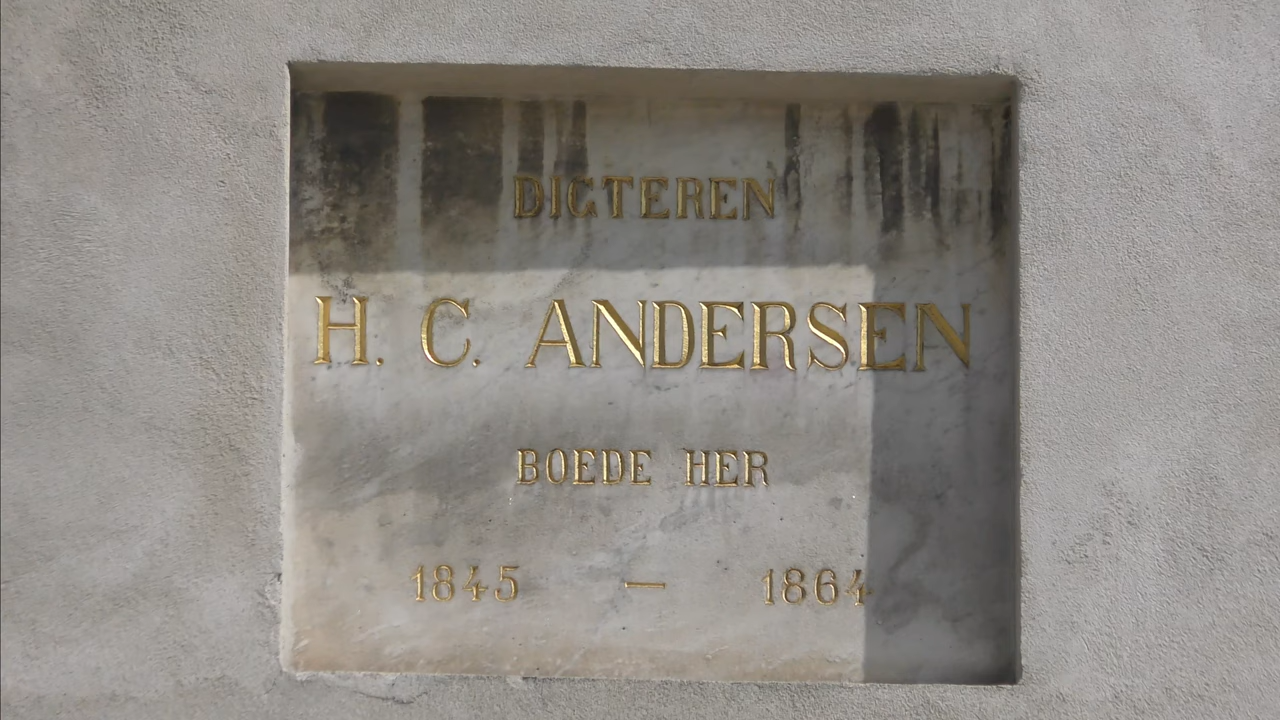 DIGTEREN
H. C. ANDERSEN
BOEDE HER
1845 — 1864